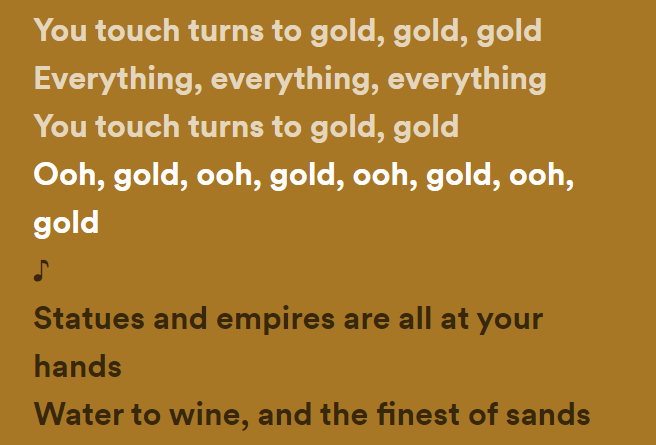 You touch turns to gold, gold, gold
Everything, everything, everything
You touch turns to gold, gold
Ooh, gold, ooh, gold, ooh, gold, ooh,
gold
♪
Statues and empires are all at your
hands
Water to wine, and the finest of sands